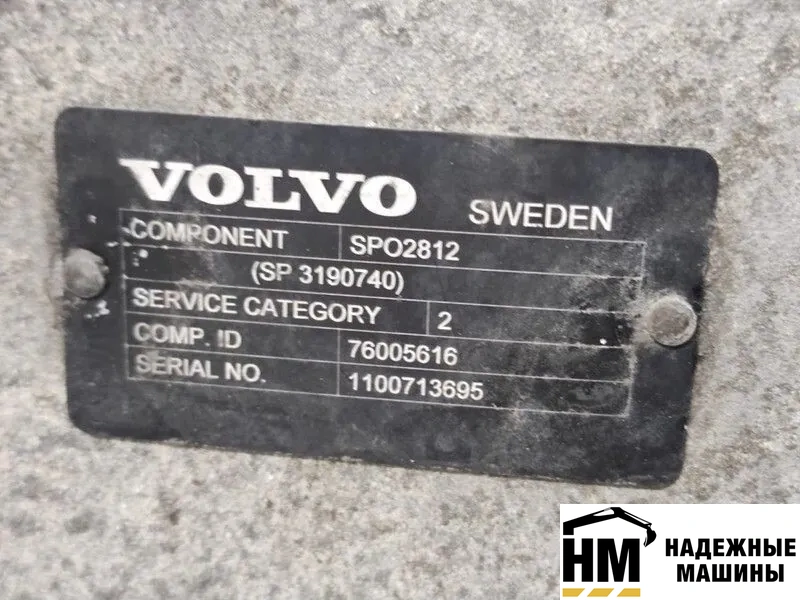 VOLVO SWEDEN
COMPONENT SPO2812
(SP 3190740)
SERVICE CATEGORY 2
COMP. ID 76005616
SERIAL NO. 1100713695
НМ
НАДЕЖНЫЕ
МАШИНЫ